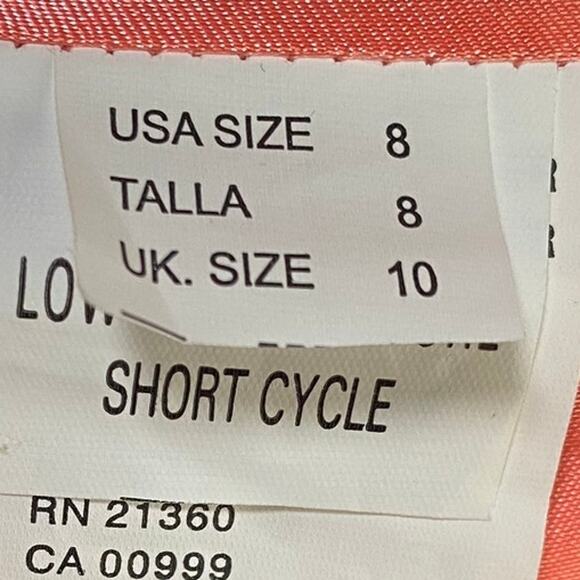 USA SIZE 8
TALLA 8
UK. SIZE 10
LOW
SHORT CYCLE
RN 21360
CA 00999